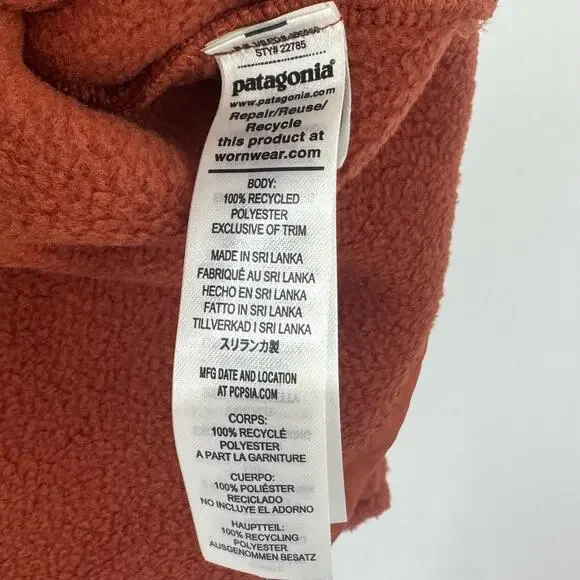 STY# 22785
patagonia®
www.patagonia.com
Repair/Reuse/
Recycle
this product at
wornwear.com
BODY:
100% RECYCLED
POLYESTER
EXCLUSIVE OF TRIM
MADE IN SRI LANKA
FABRIQUÉ AU SRI LANKA
HECHO EN SRI LANKA
FATTO IN SRI LANKA
TILLVERKAD I SRI LANKA
スリランカ製
MFG DATE AND LOCATION
AT PCPSIA.COM
CORPS:
100% RECYCLÉ
POLYESTER
A PART LA GARNITURE
CUERPO:
100% POLIÉSTER
RECICLADO
NO INCLUYE EL ADORNO
HAUPTTEIL:
100% RECYCLING
POLYESTER
AUSGENOMMEN BESATZ